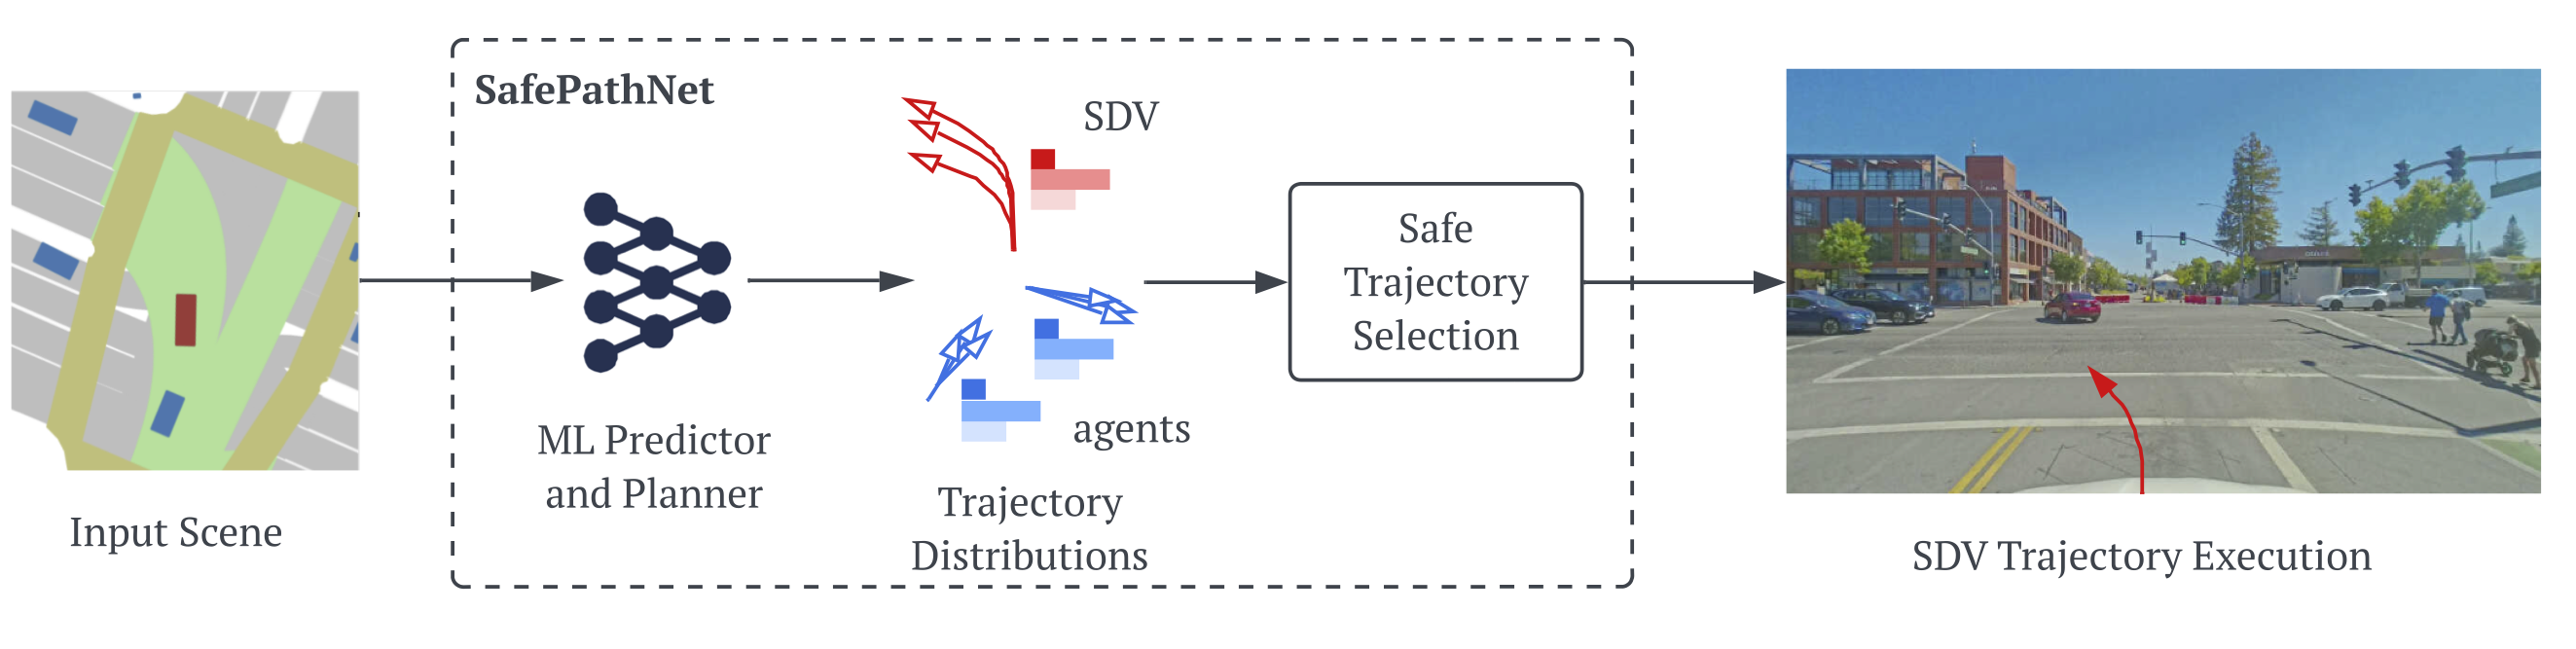 SafePathNet
SDV
Safe
Trajectory
Selection
agents
ML Predictor
and Planner
Trajectory
Distributions
Input Scene
SDV Trajectory Execution